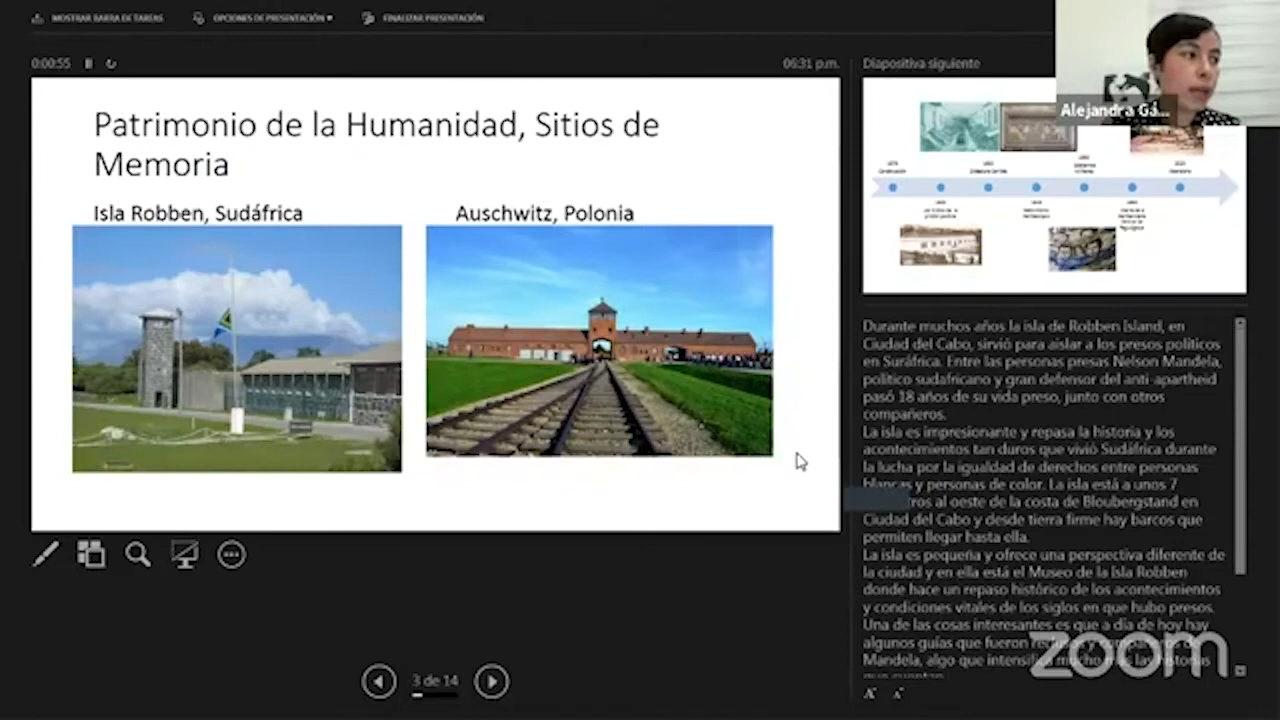 MOSTRAR BARRA DE TAREAS
OPCIONES DE PRESENTACIÓN
FINALIZAR PRESENTACIÓN
0:00:55
06:31 p.m.
Patrimonio de la Humanidad, Sitios de
Memoria
Isla Robben, Sudáfrica
Auschwitz, Polonia
3 de 14
Diapositiva siguiente
Alejandra Gá...
Durante muchos años la isla de Robben Island, en
Ciudad del Cabo, sirvió para aislar a los presos políticos
en Suráfrica. Entre las personas presas Nelson Mandela,
político sudafricano y gran defensor del anti-apartheid
pasó 18 años de su vida preso, junto con otros
compañeros.
La isla es impresionante y repasa la historia y los
acontecimientos tan duros que vivió Sudáfrica durante
la lucha por la igualdad de derechos entre personas
blancas y personas de color. La isla está a unos 7
tros al oeste de la costa de Bloubergstand en
Ciudad del Cabo y desde tierra firme hay barcos que
permiten llegar hasta ella.
La isla es pequeña y ofrece una perspectiva diferente de
la ciudad y en ella está el Museo de la Isla Robben
donde hace un repaso histórico de los acontecimientos
y condiciones vitales de los siglos en que hubo presos.
Una de las cosas interesantes es que a día de hoy hay
algunos guías que fueron reclusos y compañeros de
Mandela, algo que intensifica mucho más las historias
zoom